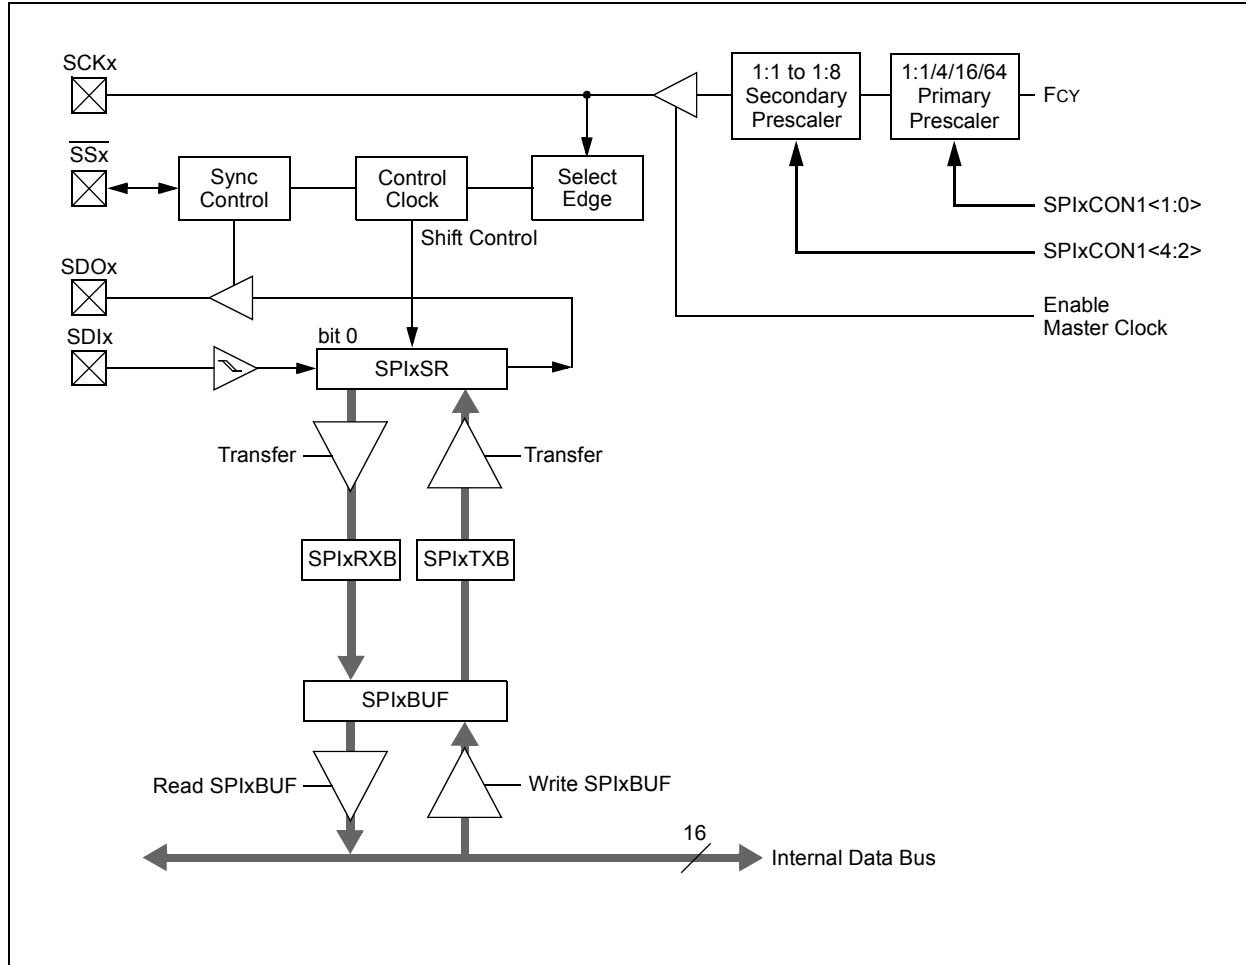 SCKx
1:1 to 1:8
Secondary
Prescaler
1:1/4/16/64
Primary
Prescaler
FCY
SSx
Sync
Control
Control
Clock
Select
Edge
SPIxCON1<1:0>
Shift Control
SPIxCON1<4:2>
SDOx
Enable
Master Clock
SDIx
bit 0
SPIxSR
Transfer
Transfer
SPIxRXB
SPIxTXB
SPIxBUF
Read SPIxBUF
Write SPIxBUF
16
Internal Data Bus